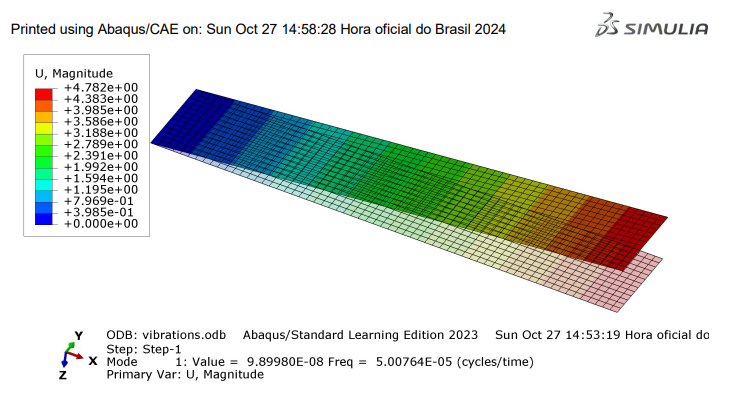 Printed using Abaqus/CAE on: Sun Oct 27 14:58:28 Hora oficial do Brasil 2024
SIMULIA
U, Magnitude
+4.782e+00
+4.383e+00
+3.985e+00
+3.586e+00
+3.188e+00
+2.789e+00
+2.391e+00
+1.992e+00
+1.594e+00
+1.195e+00
+7.969e-01
+3.985e-01
+0.000e+00
Y
X
Z
ODB: vibrations.odb Abaqus/Standard Learning Edition 2023 Sun Oct 27 14:53:19 Hora oficial do
Step: Step-1
Mode 1: Value = 9.89980E-08 Freq = 5.00764E-05 (cycles/time)
Primary Var: U, Magnitude